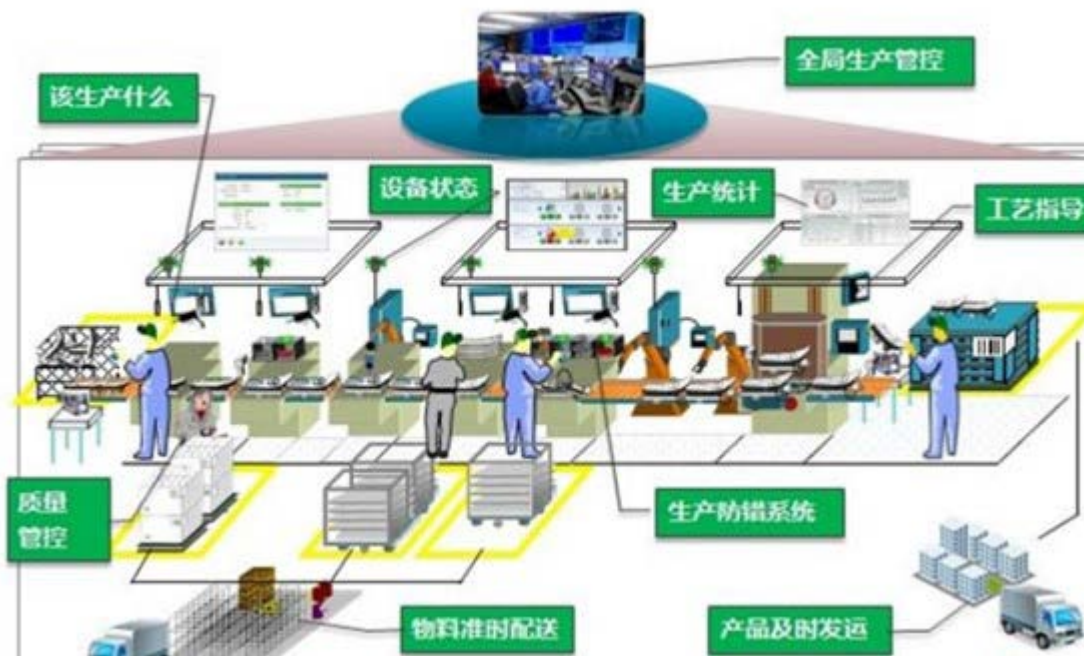 全局生产管控
该生产什么
设备状态
生产统计
工艺指导
质量
管控
生产防错系统
物料准时配送
产品及时发运